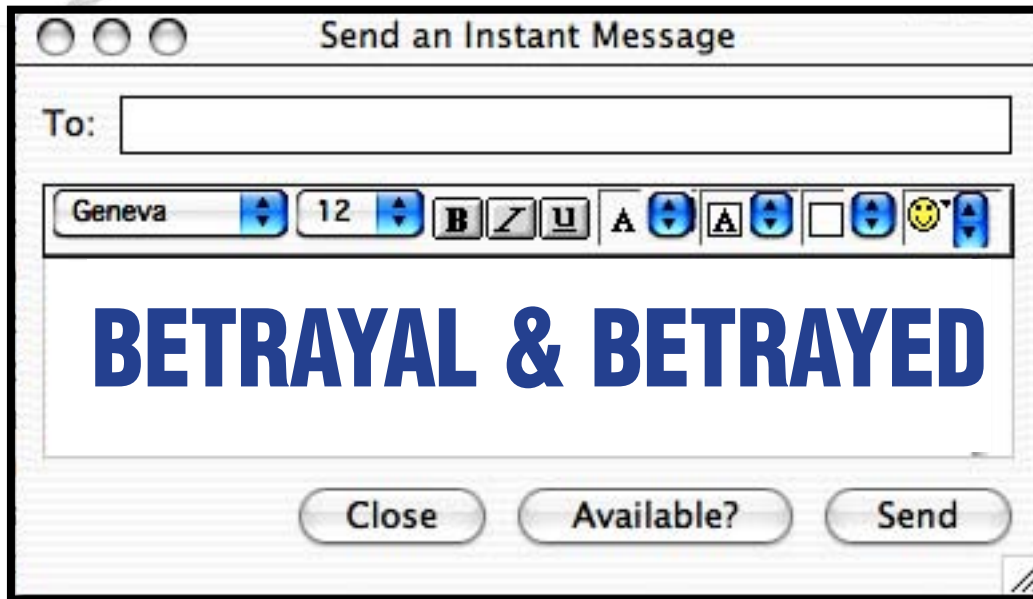 Send an Instant Message
To:
Geneva 12 B I U A A
BETRAYAL & BETRAYED
Close Available? Send